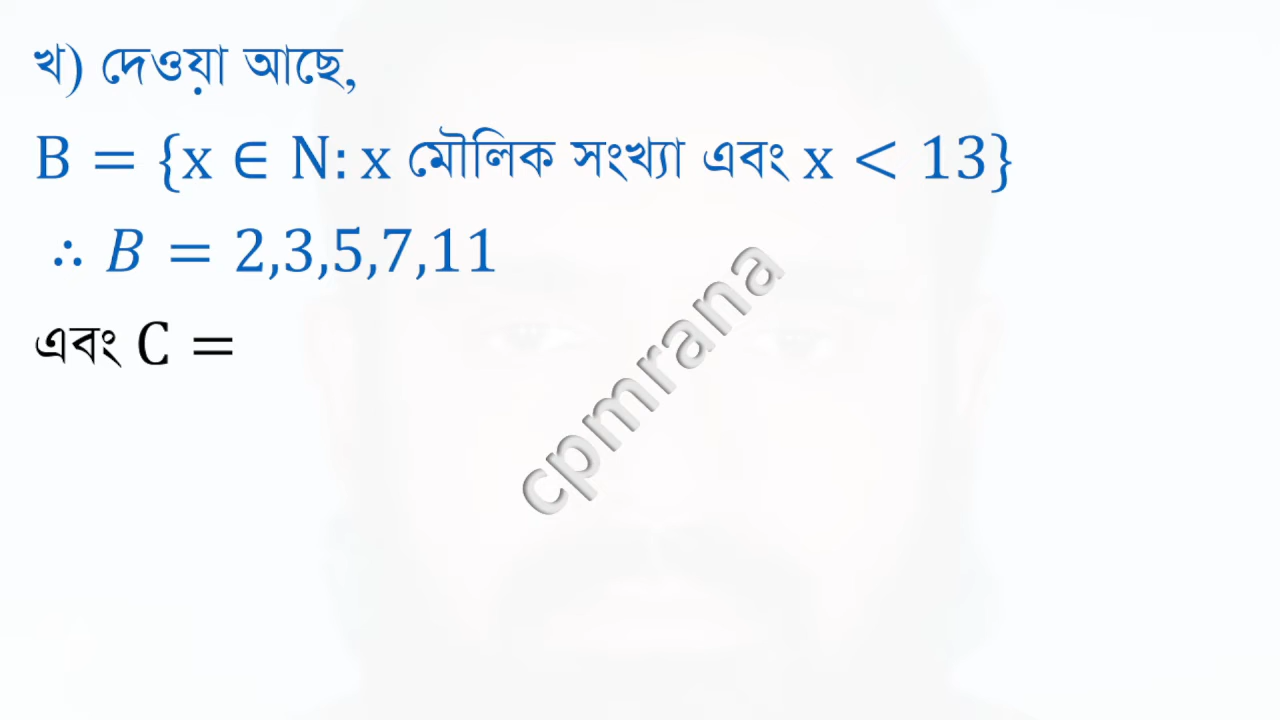 খ) দেওয়া আছে,
B = {x ∈ N: x মৌলিক সংখ্যা এবং x < 13}
∴ B = 2,3,5,7,11
এবং C =
cpmrana